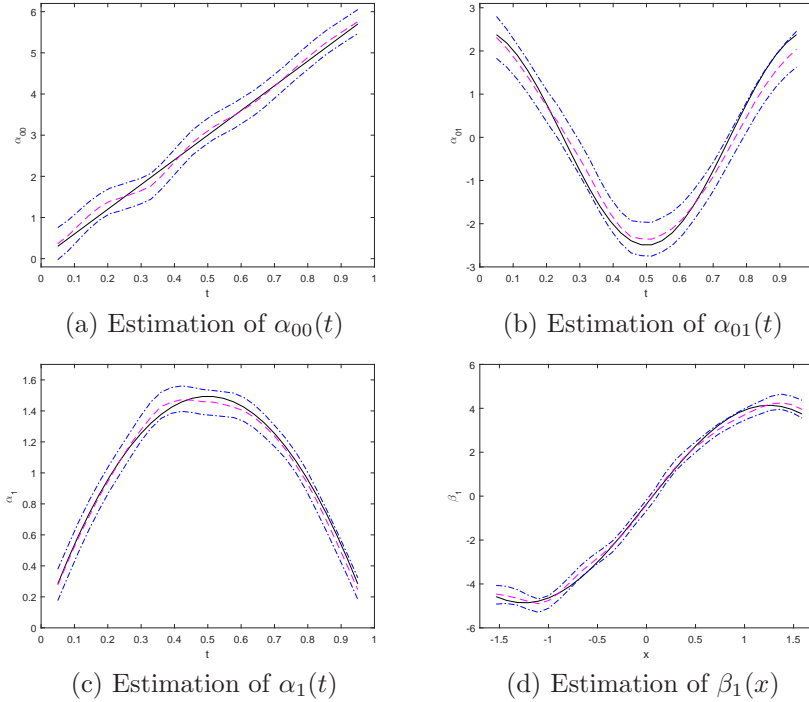 6
5
4
3
2
1
0
α₀₀
0 0.1 0.2 0.3 0.4 0.5 0.6 0.7 0.8 0.9 1
t
(a) Estimation of α₀₀(t)
3
2
1
0
-1
-2
-3
α₀₁
0 0.1 0.2 0.3 0.4 0.5 0.6 0.7 0.8 0.9
t
(b) Estimation of α₀₁(t)
1.6
1.4
1.2
1
0.8
0.6
0.4
0.2
0
α₁
0 0.1 0.2 0.3 0.4 0.5 0.6 0.7 0.8 0.9 1
t
(c) Estimation of α₁(t)
6
4
2
0
-2
-4
-6
β₁
-1.5 -1 -0.5 0 0.5 1 1.5
x
(d) Estimation of β₁(x)